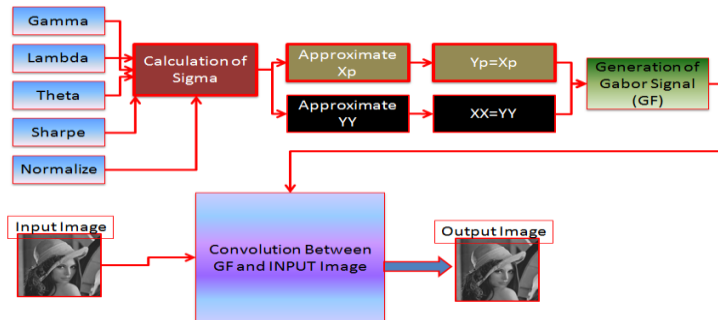 Gamma
Lambda
Theta
Sharpe
Normalize
Calculation of
Sigma
Approximate
Xp
Yp=Xp
Approximate
YY
XX=YY
Generation of
Gabor Signal
(GF)
Input Image
Convolution Between
GF and INPUT Image
Output Image